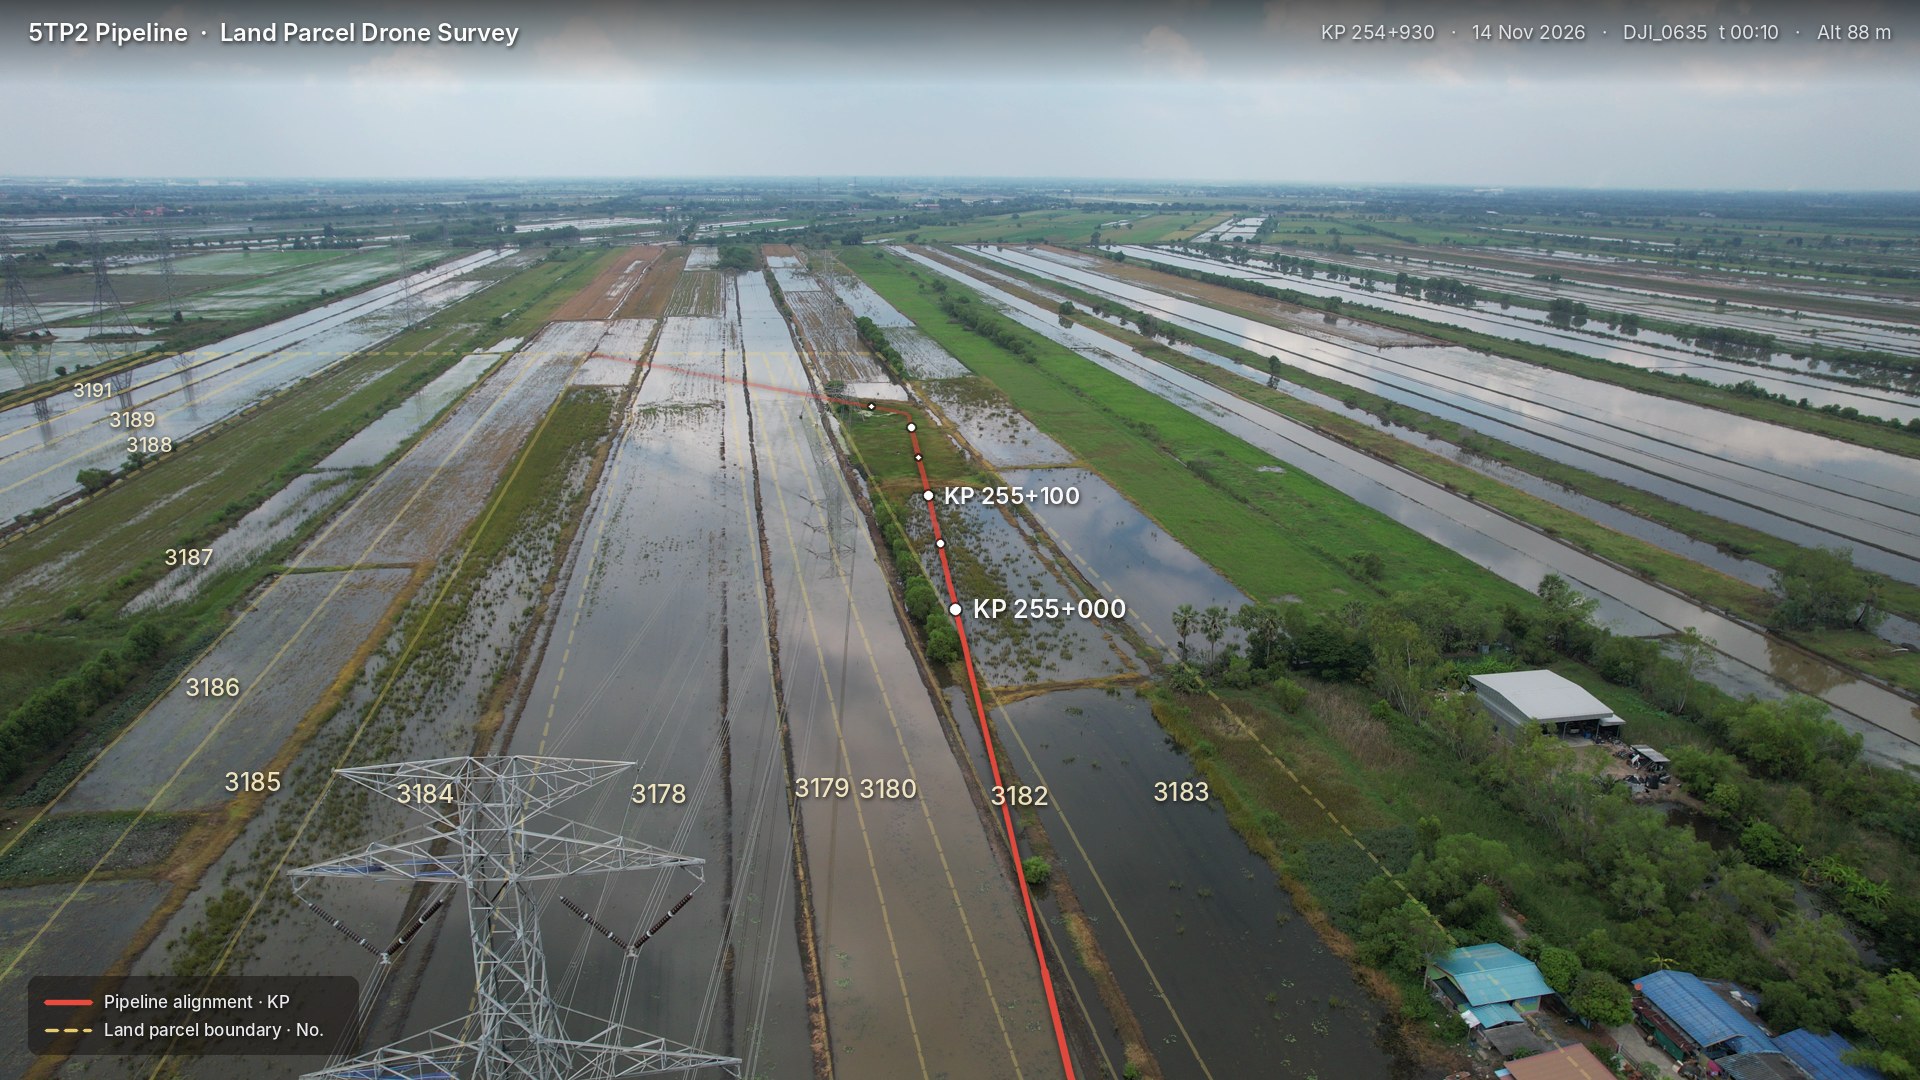 5TP2 Pipeline · Land Parcel Drone Survey
KP 254+930 · 14 Nov 2026 · DJI_0635 t 00:10 · Alt 88 m
3191
3189
3188
KP 255+100
3187
KP 255+000
3186
3185
3184
3178
3179
3180
3182
3183
Pipeline alignment · KP
Land parcel boundary · No.